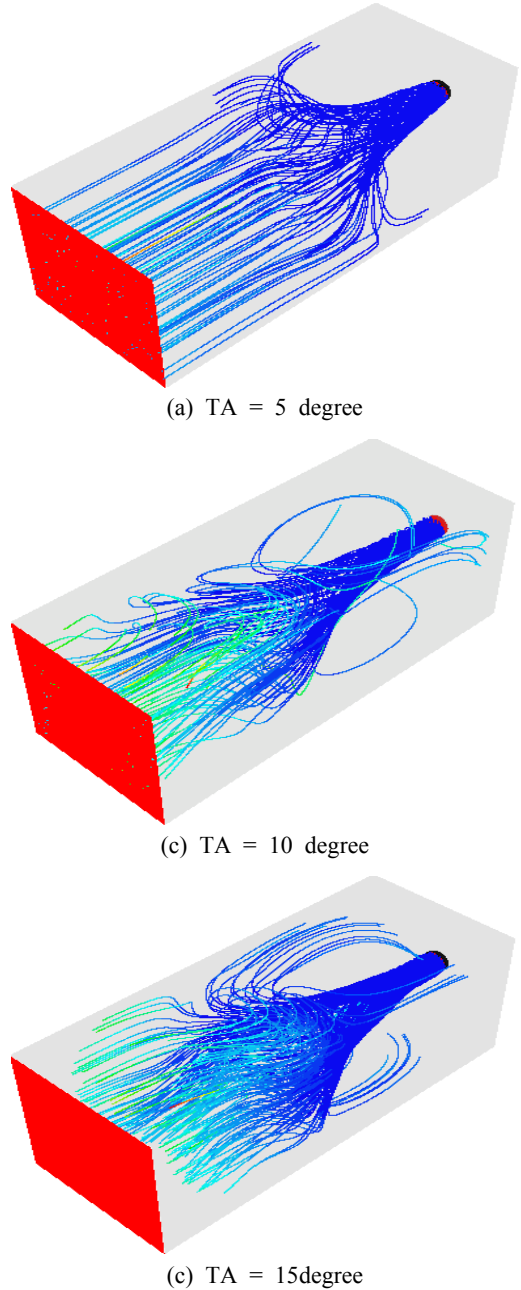 (a) TA = 5 degree
(c) TA = 10 degree
(c) TA = 15degree